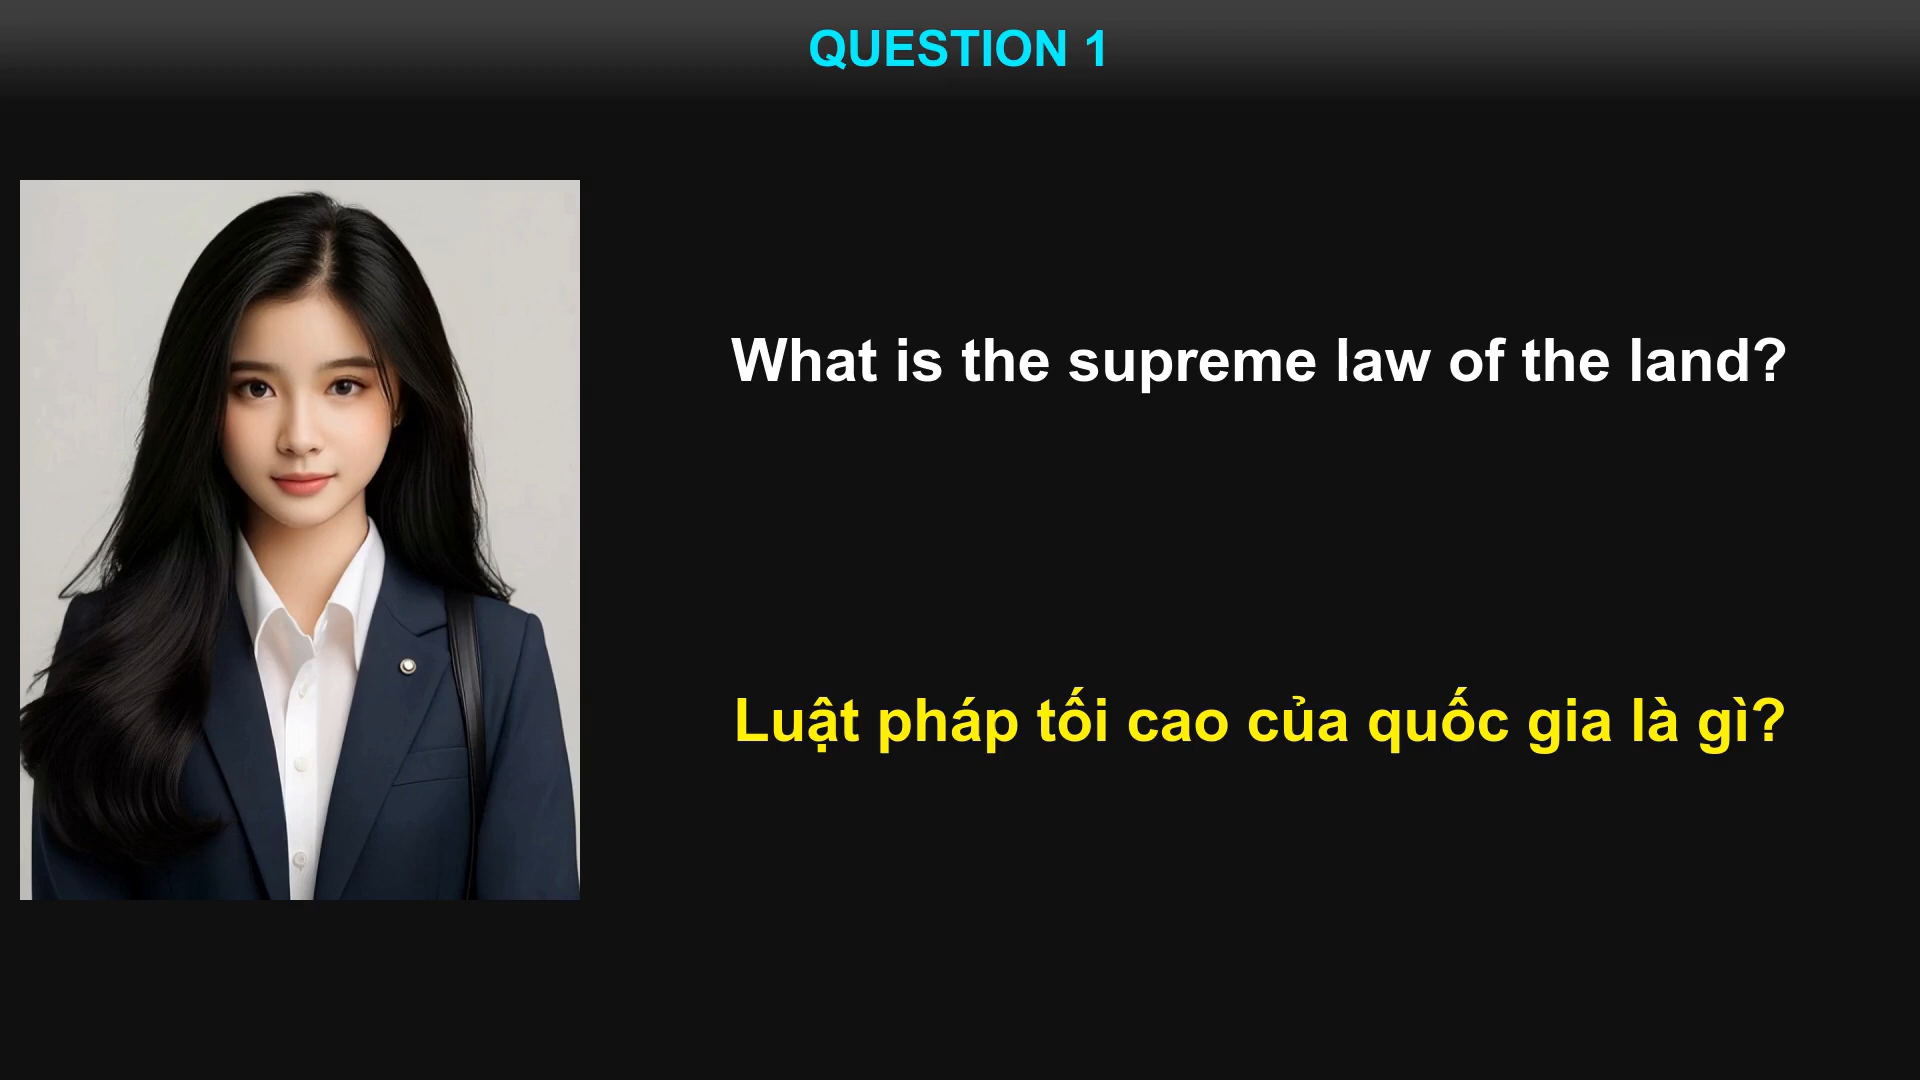 QUESTION 1
What is the supreme law of the land?
Luật pháp tối cao của quốc gia là gì?